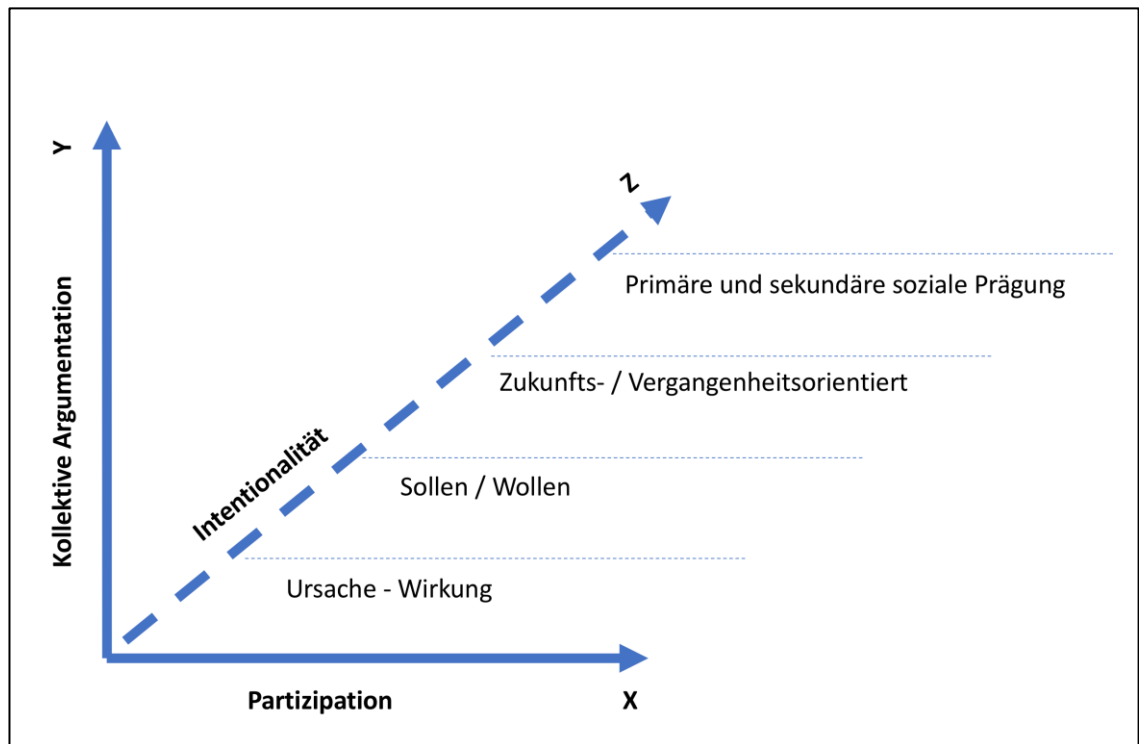 Y
Kollektive Argumentation
Z
Intentionalität
Primäre und sekundäre soziale Prägung
Zukunfts- / Vergangenheitsorientiert
Sollen / Wollen
Ursache - Wirkung
Partizipation
X